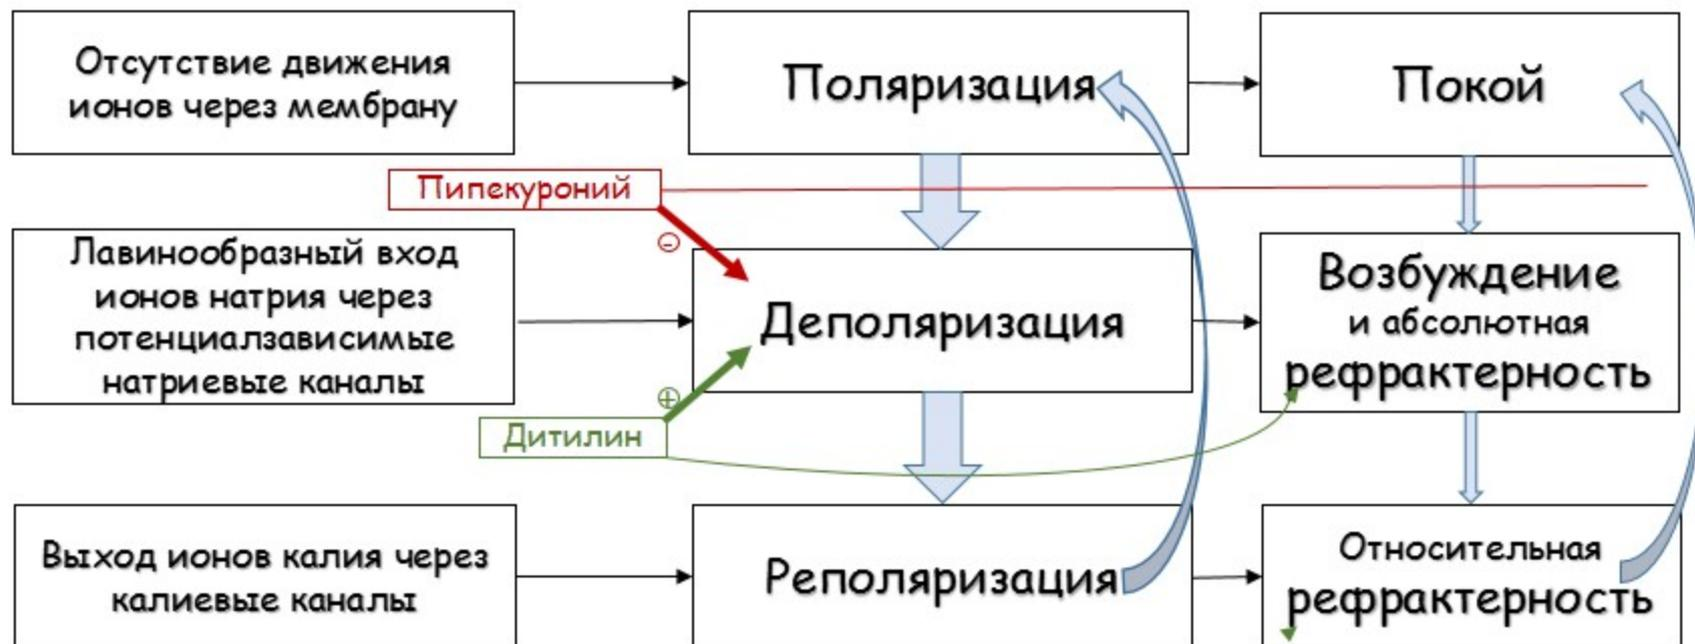 Отсутствие движения
ионов через мембрану
Поляризация
Покой
Пипекуроний
-
Лавинообразный вход
ионов натрия через
потенциалзависимые
натриевые каналы
Деполяризация
Возбуждение
и абсолютная
рефрактерность
+
Дитилин
Выход ионов калия через
калиевые каналы
Реполяризация
Относительная
рефрактерность